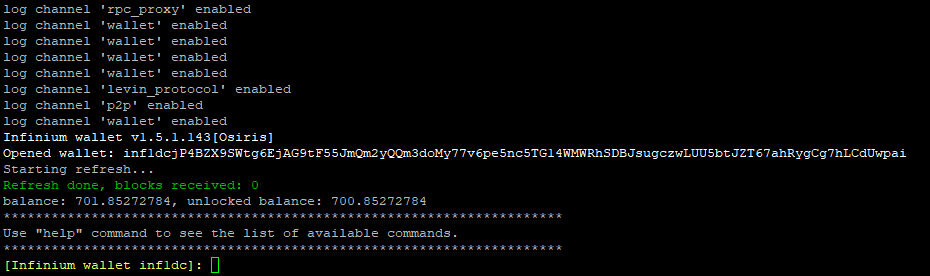 log channel 'rpc_proxy' enabled
log channel 'wallet' enabled
log channel 'wallet' enabled
log channel 'wallet' enabled
log channel 'wallet' enabled
log channel 'levin_protocol' enabled
log channel 'p2p' enabled
log channel 'wallet' enabled
Infinium wallet v1.5.1.143[Osiris]
Opened wallet: infldcjP4BZX9SWtg6EjAG9tF55JmQm2yQQm3doMy77v6pe5nc5TG14WMWRhSDBJsugczwLUU5btJZT67ahRygCg7hLCdUwpai
Starting refresh...
Refresh done, blocks received: 0
balance: 701.85272784, unlocked balance: 700.85272784
**********************************************************************
Use "help" command to see the list of available commands.
**********************************************************************
[Infinium wallet infldc]: